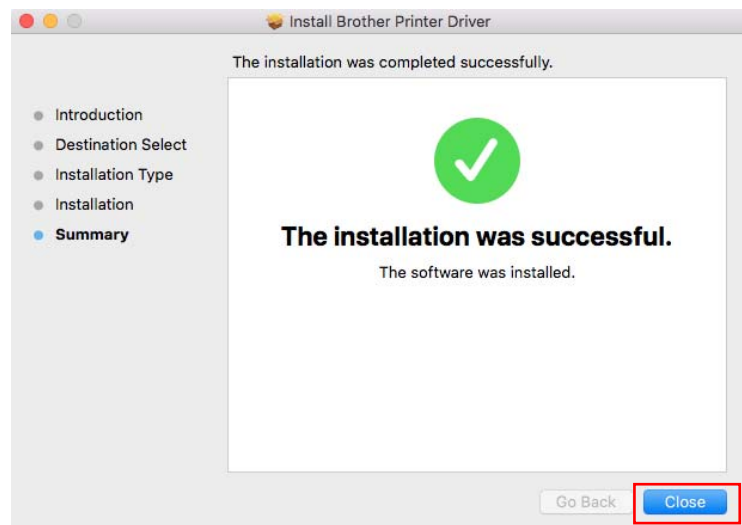 Install Brother Printer Driver
The installation was completed successfully.
Introduction
Destination Select
Installation Type
Installation
Summary
The installation was successful.
The software was installed.
Go Back
Close